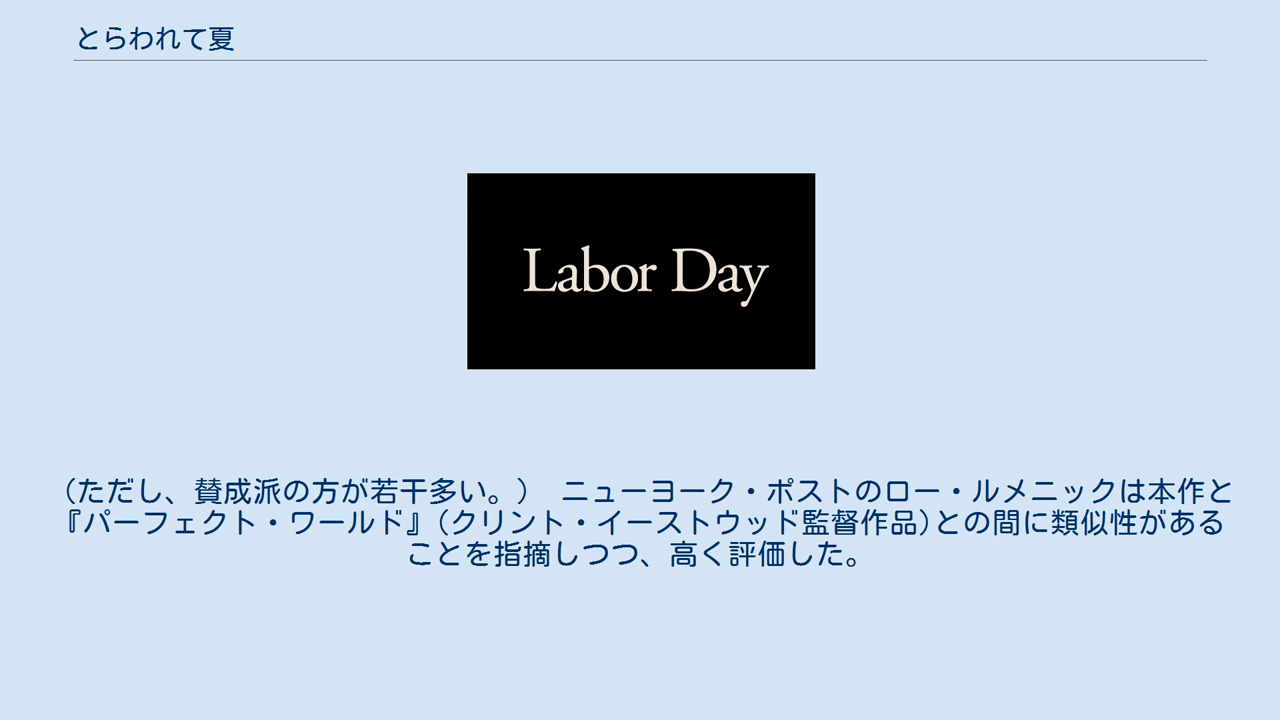 とらわれて夏
Labor Day
（ただし、賛成派の方が若干多い。）　ニューヨーク・ポストのロー・ルメニックは本作と
『パーフェクト・ワールド』(クリント・イーストウッド監督作品)との間に類似性がある
ことを指摘しつつ、高く評価した。